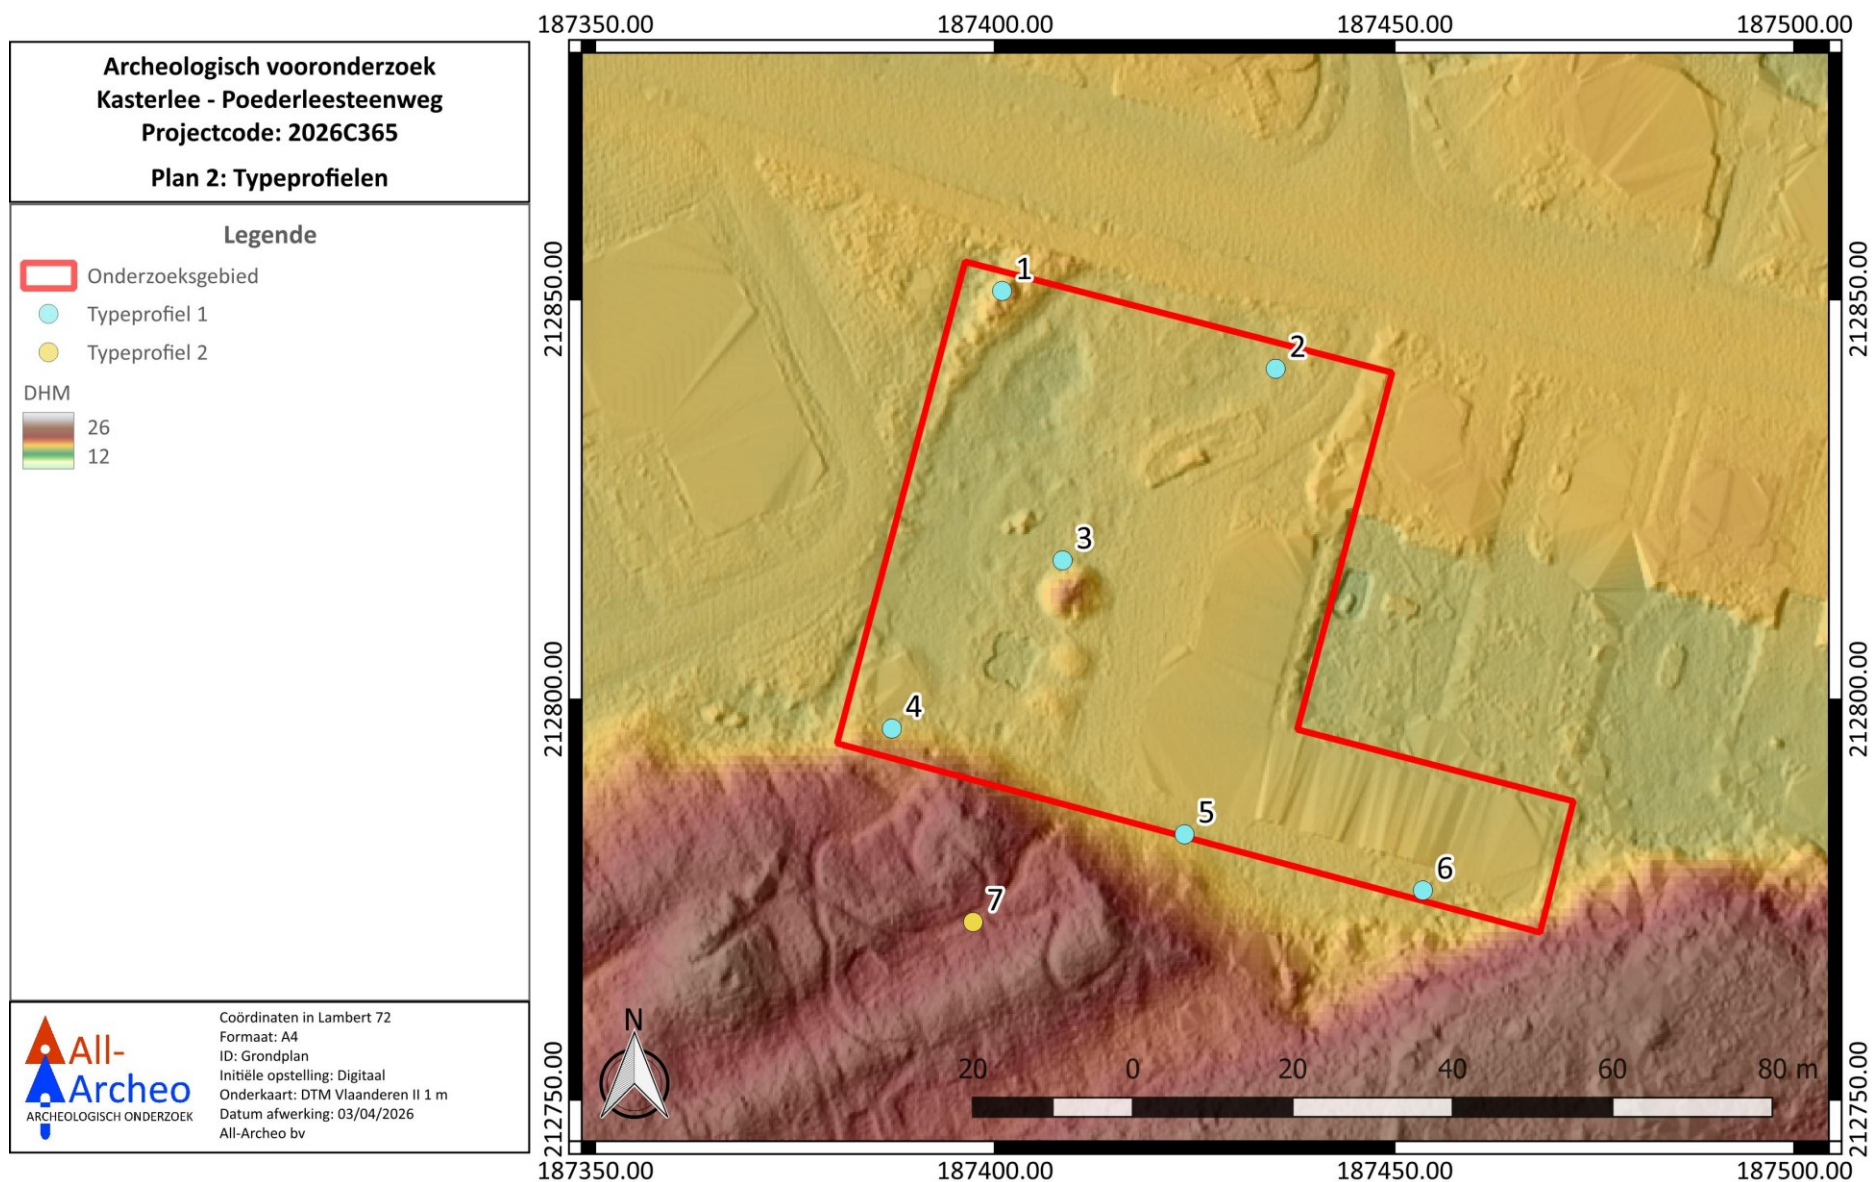 Archeologisch vooronderzoek
Kasterlee - Poederleesteenweg
Projectcode: 2026C365
Plan 2: Typeprofielen
Legende
Onderzoeksgebied
Typeprofiel 1
Typeprofiel 2
DHM
26
12
All-
Archeo
ARCHEOLOGISCH ONDERZOEK
Coördinaten in Lambert 72
Formaat: A4
ID: Grondplan
Initiële opstelling: Digitaal
Onderkaart: DTM Vlaanderen II 1 m
Datum afwerking: 03/04/2026
All-Archeo bv
187350.00 187400.00 187450.00 187500.00
212850.00
212850.00
212800.00
212800.00
212750.00
212750.00
1
2
3
4
5
6
7
N
20 0 20 40 60 80 m
187350.00 187400.00 187450.00 187500.00